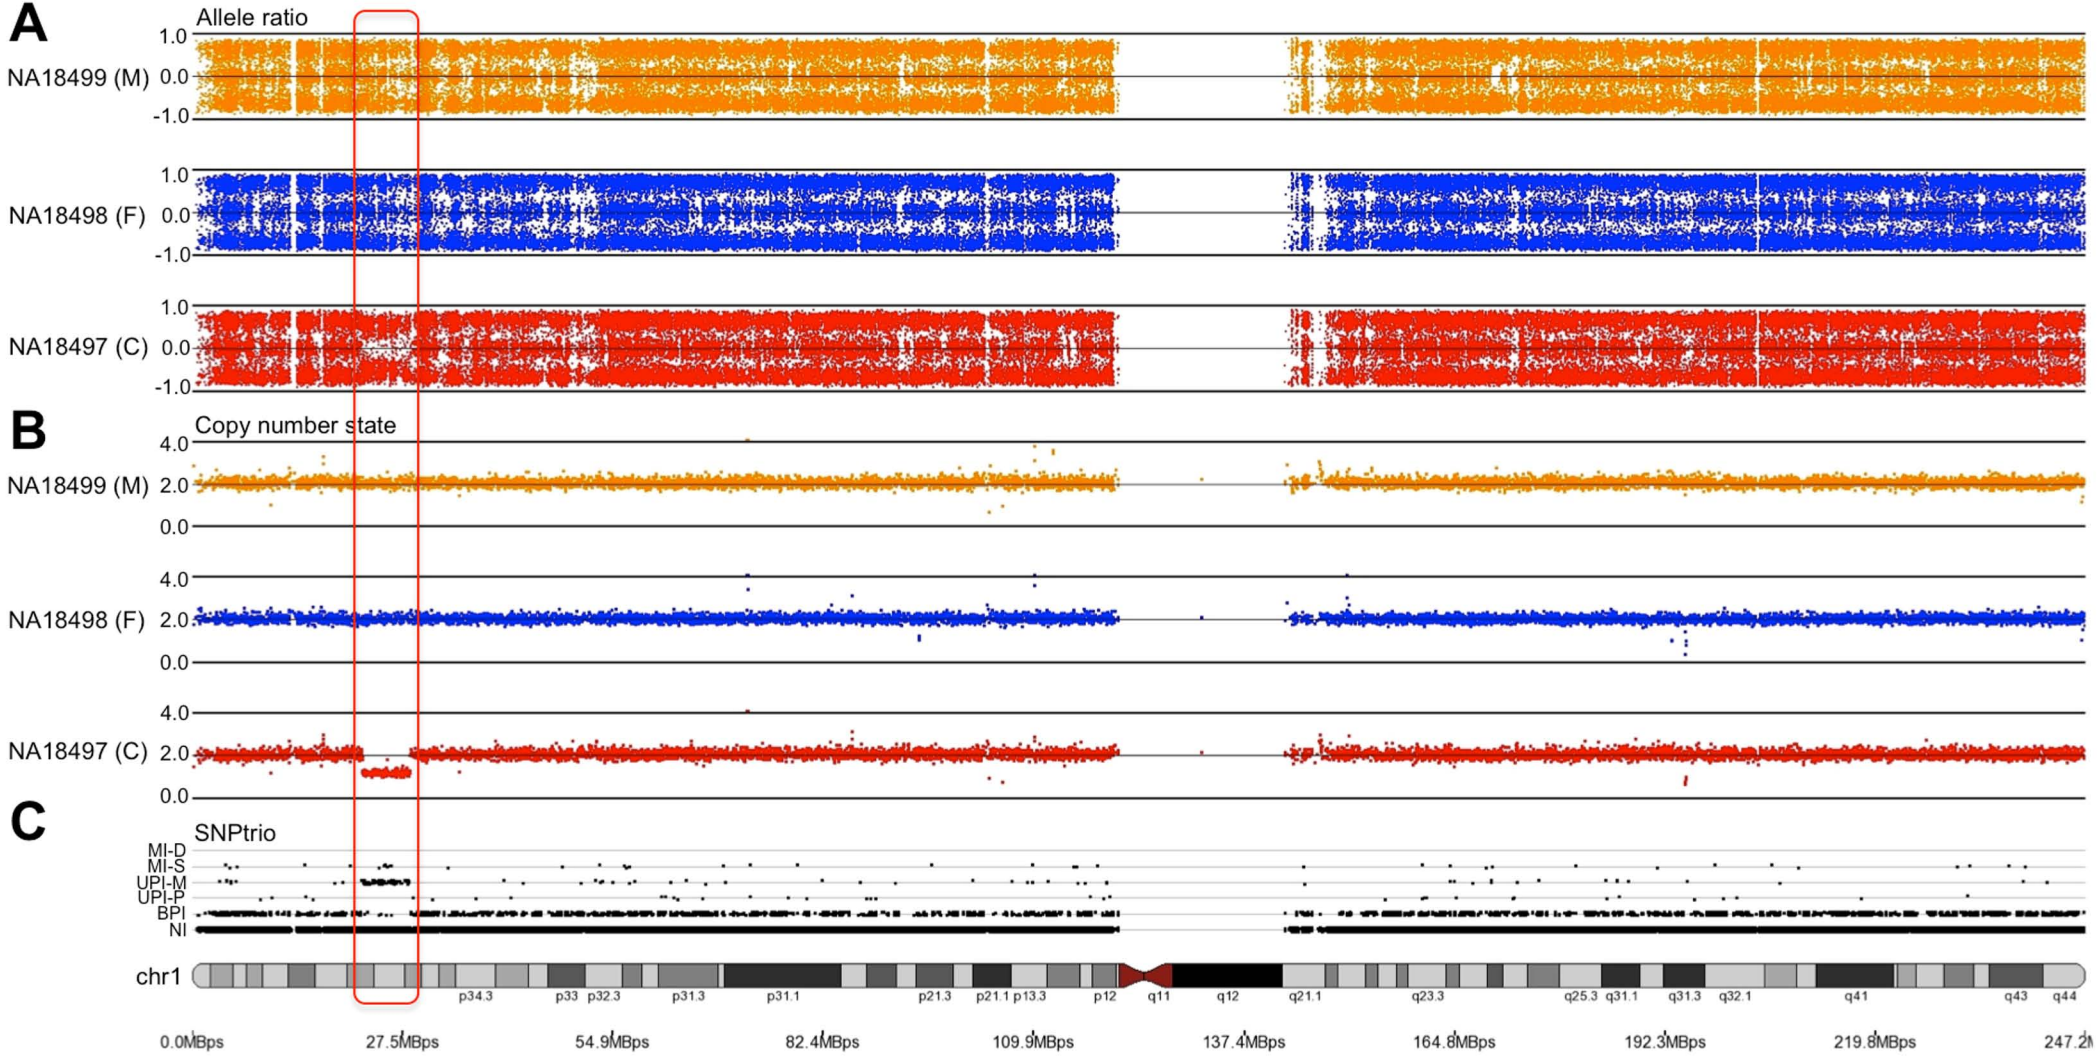 A
Allele ratio
1.0
NA18499 (M)
0.0
-1.0
1.0
NA18498 (F)
0.0
-1.0
1.0
NA18497 (C)
0.0
-1.0
B
Copy number state
4.0
NA18499 (M)
2.0
0.0
4.0
NA18498 (F)
2.0
0.0
4.0
NA18497 (C)
2.0
0.0
C
SNPtrio
MI-D
MI-S
UPI-M
UPI-P
BPI
NI
chr1
p34.3 p33 p32.3 p31.3 p31.1 p21.3 p21.1 p13.3 p12 q11 q12 q21.1 q23.3 q25.3 q31.1 q31.3 q32.1 q41 q43 q44
0.0MBps 27.5MBps 54.9MBps 82.4MBps 109.9MBps 137.4MBps 164.8MBps 192.3MBps 219.8MBps 247.2